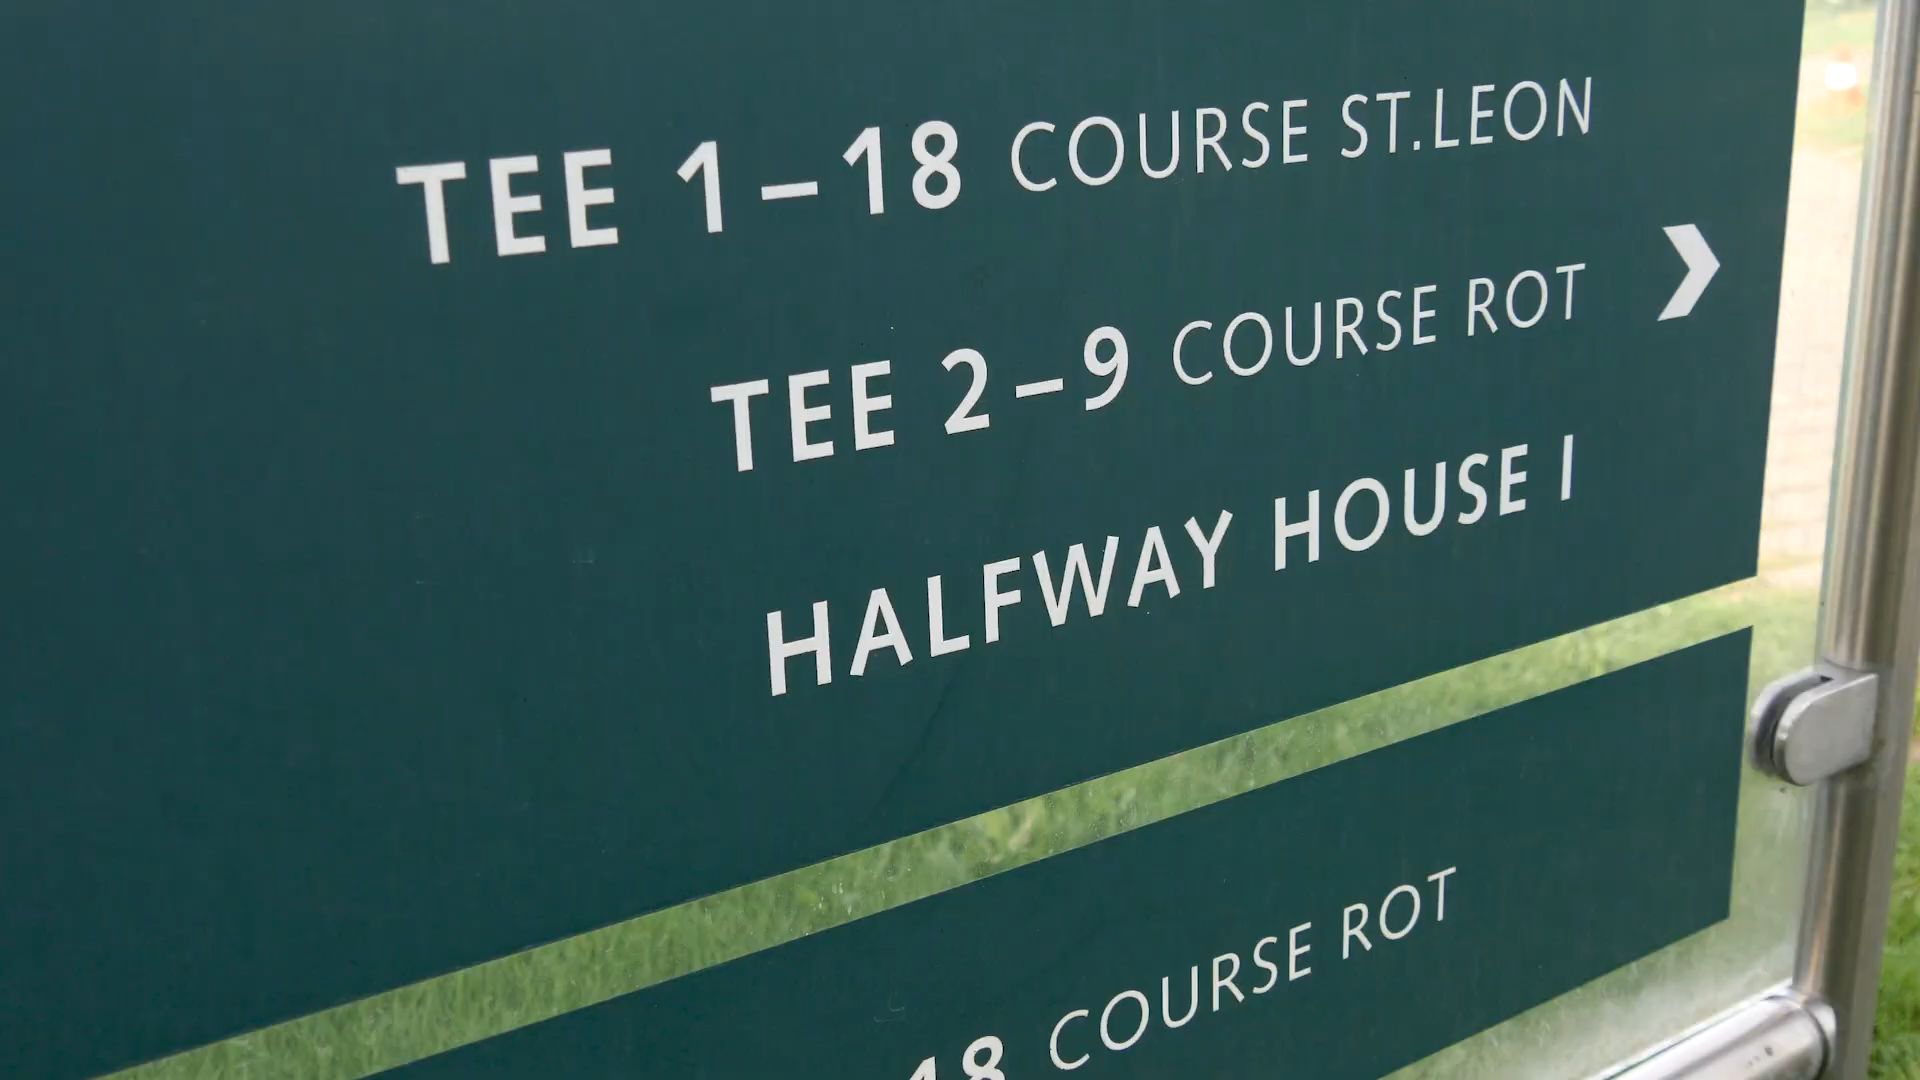 TEE 1–18 COURSE ST.LEON
TEE 2–9 COURSE ROT
HALFWAY HOUSE I
18 COURSE ROT